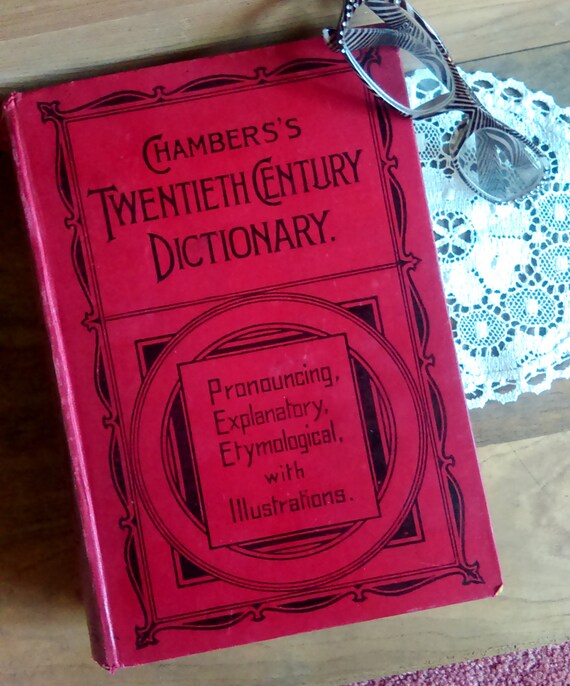 CHAMBERS'S
TWENTIETH CENTURY
DICTIONARY.
Pronouncing,
Explanatory,
Etymological,
with
Illustrations.